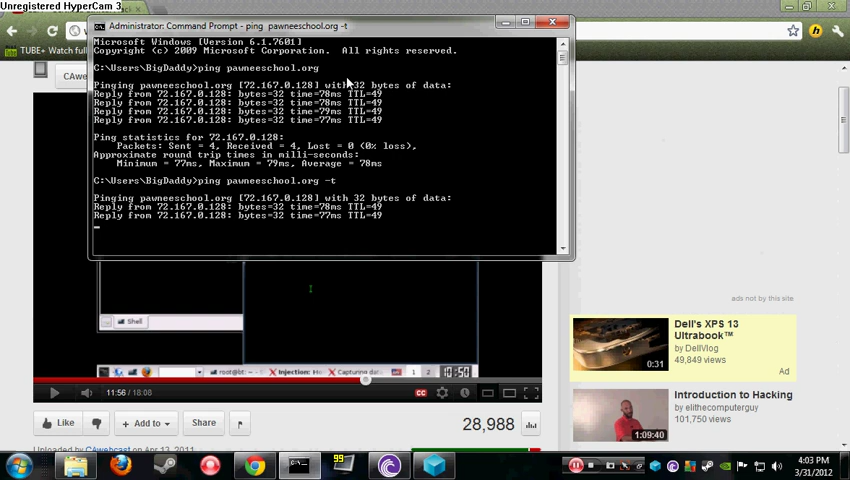 Unregistered HyperCam 3
Administrator: Command Prompt - ping pawneeschool.org -t
Microsoft Windows [Version 6.1.7601]
Copyright (c) 2009 Microsoft Corporation. All rights reserved.
C:\Users\BigDaddy>ping pawneeschool.org
Pinging pawneeschool.org [72.167.0.128] with 32 bytes of data:
Reply from 72.167.0.128: bytes=32 time=78ms TTL=49
Reply from 72.167.0.128: bytes=32 time=77ms TTL=49
Reply from 72.167.0.128: bytes=32 time=79ms TTL=49
Reply from 72.167.0.128: bytes=32 time=77ms TTL=49
Ping statistics for 72.167.0.128:
Packets: Sent = 4, Received = 4, Lost = 0 (0% loss),
Approximate round trip times in milli-seconds:
Minimum = 77ms, Maximum = 79ms, Average = 78ms
C:\Users\BigDaddy>ping pawneeschool.org -t
Pinging pawneeschool.org [72.167.0.128] with 32 bytes of data:
Reply from 72.167.0.128: bytes=32 time=78ms TTL=49
Reply from 72.167.0.128: bytes=32 time=77ms TTL=49
TUBE+
Downlo
CAwe
Shell
root@bt: ~
Injection: H
Capturing dat
1 2
10:50
11:56 / 18:08
CC
Like
Add to
Share
28,988
Uploaded by CAwebcast on Apr 13, 2011
ads not by this site
Dell's XPS 13
Ultrabook™
by DellVlog
49,849 views
Ad
0:31
Introduction to Hacking
by elithecomputerguy
101,750 views
1:09:40
99
4:03 PM
3/31/2012